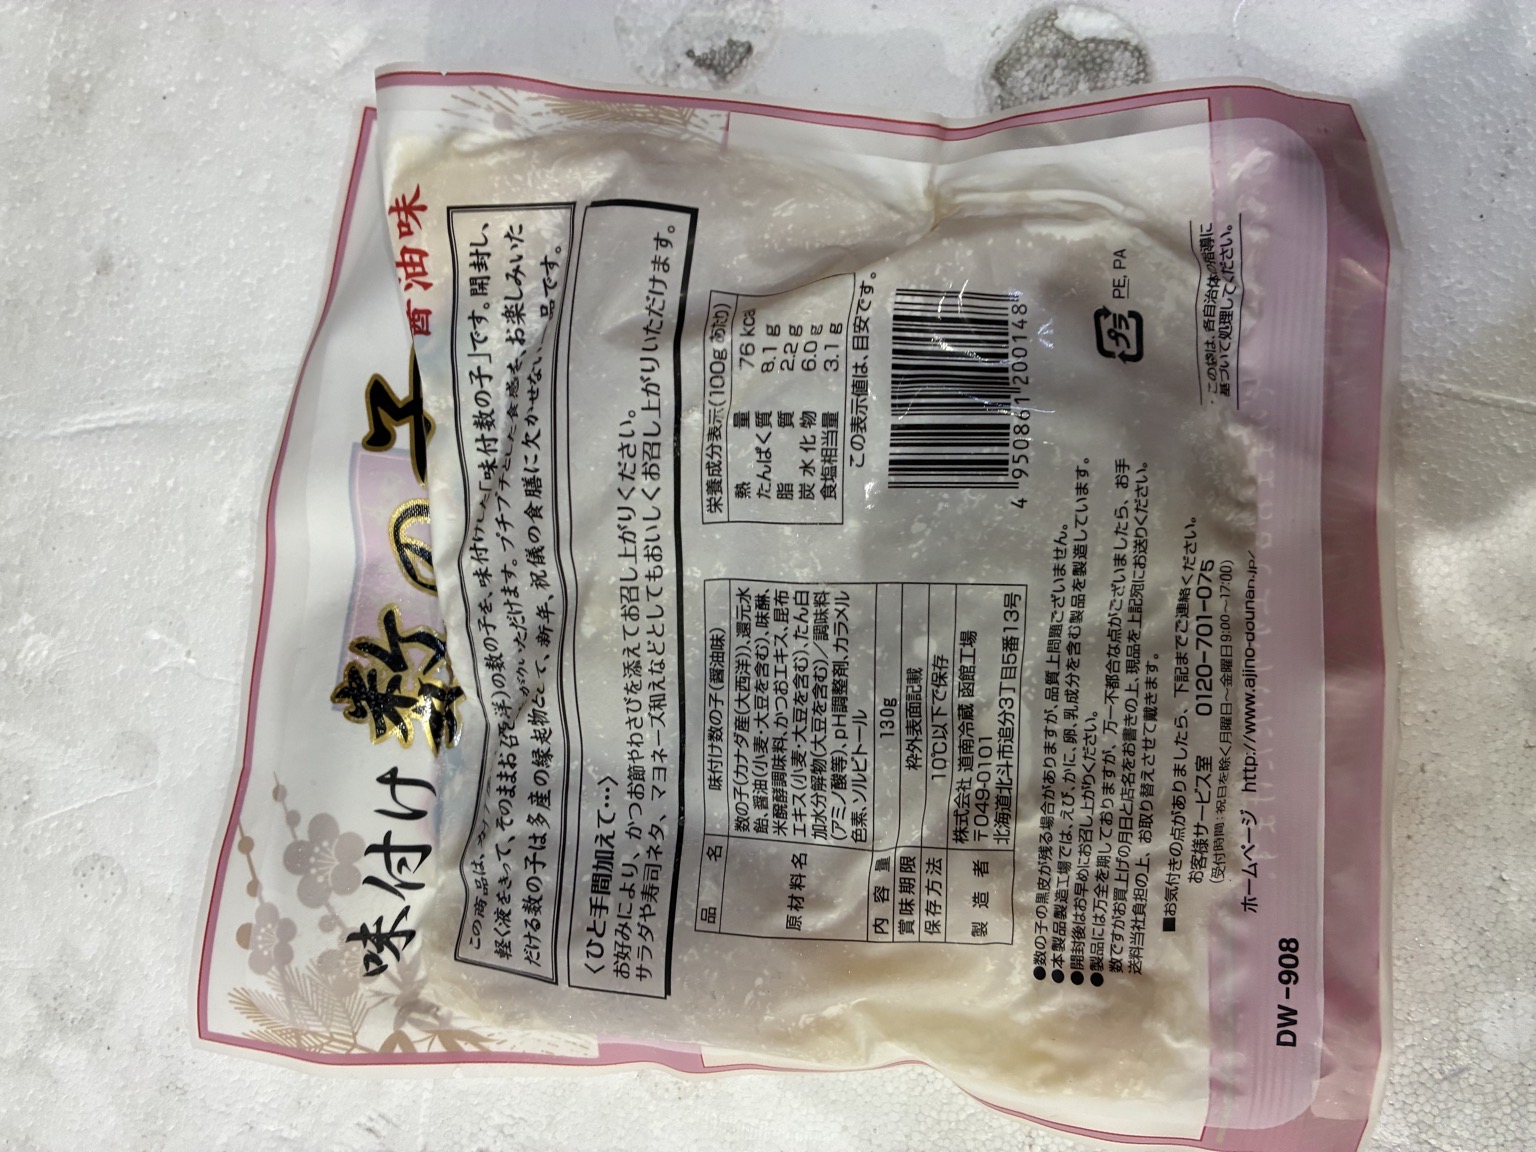 味付け
数の子
醤油味
この商品は、カナダ産(大西洋)の数の子を、味付けした「味付数の子」です。開封し、
軽く液をきって、そのままお召し上がりいただけます。プチプチとした食感を、お楽しみいた
だける数の子は多産の縁起物として、新年、祝儀の食膳に欠かせない 品です。
〈ひと手間加えて…〉
お好みにより、かつお節やわさびを添えてお召し上がりください。
サラダや寿司ネタ、マヨネーズ和えなどとしてもおいしくお召し上がりいただけます。
品 名 味付け数の子(醤油味)
原材料名 数の子(カナダ産(大西洋))、還元水
飴、醤油(小麦・大豆を含む)、味醂、
米醗酵調味料、かつおエキス、昆布
エキス(小麦・大豆を含む)、たん白
加水分解物(大豆を含む)/調味料
(アミノ酸等)、pH調整剤、カラメル
色素、ソルビトール
内容量 130g
賞味期限 枠外表面記載
保存方法 10℃以下で保存
製造者 株式会社 道南冷蔵 函館工場
〒049-0101
北海道北斗市追分3丁目5番13号
栄養成分表示(100gあたり)
熱量 76kcal
たんぱく質 8.1g
脂質 2.2g
炭水化物 6.0g
食塩相当量 3.1g
この表示値は、目安です。
4 950861 200148
●数の子の黒皮が残る場合がありますが、品質上問題ございません。
●本製品製造工場では、えび、かに、卵、乳成分を含む製品を製造しています。
●開封後はお早めにお召し上がりください。
●製品には万全を期しておりますが、万一不都合な点がございましたら、お手
数ですがお買上げの月日と店名をお書きの上、現品を上記宛にお送りください。
送料当社負担の上、お取り替えさせて戴きます。
■お気付きの点がありましたら、下記までご連絡ください。
お客様サービス室 0120-701-075
(受付時間:祝日を除く月曜日~金曜日9:00~17:00)
ホームページ http://www.ajino-dounan.jp/
プラ
PE, PA
この袋は、各自治体の指導に
基づいて処理してください。
DW-908